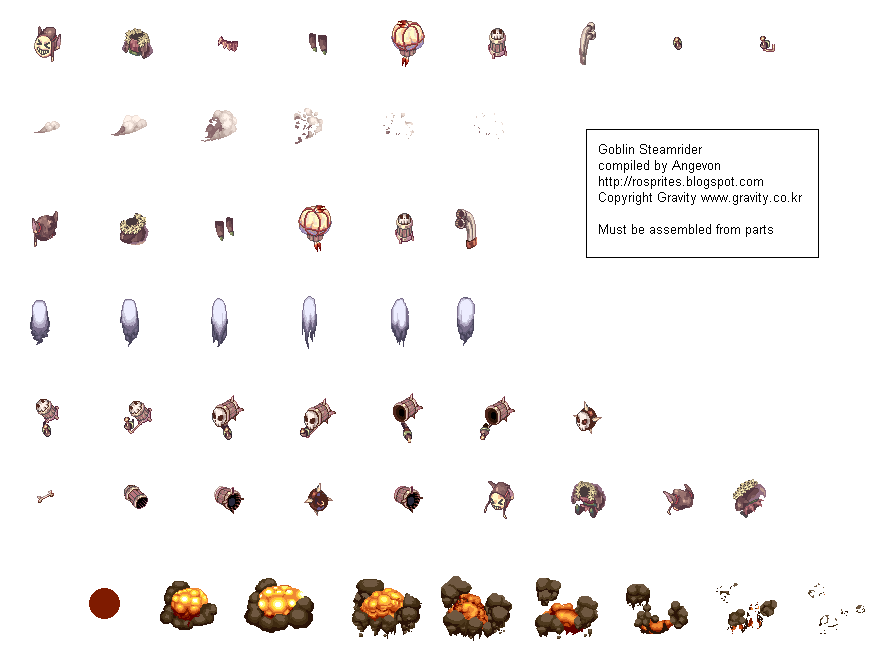 Goblin Steamrider
compiled by Angevon
http://rosprites.blogspot.com
Copyright Gravity www.gravity.co.kr
Must be assembled from parts